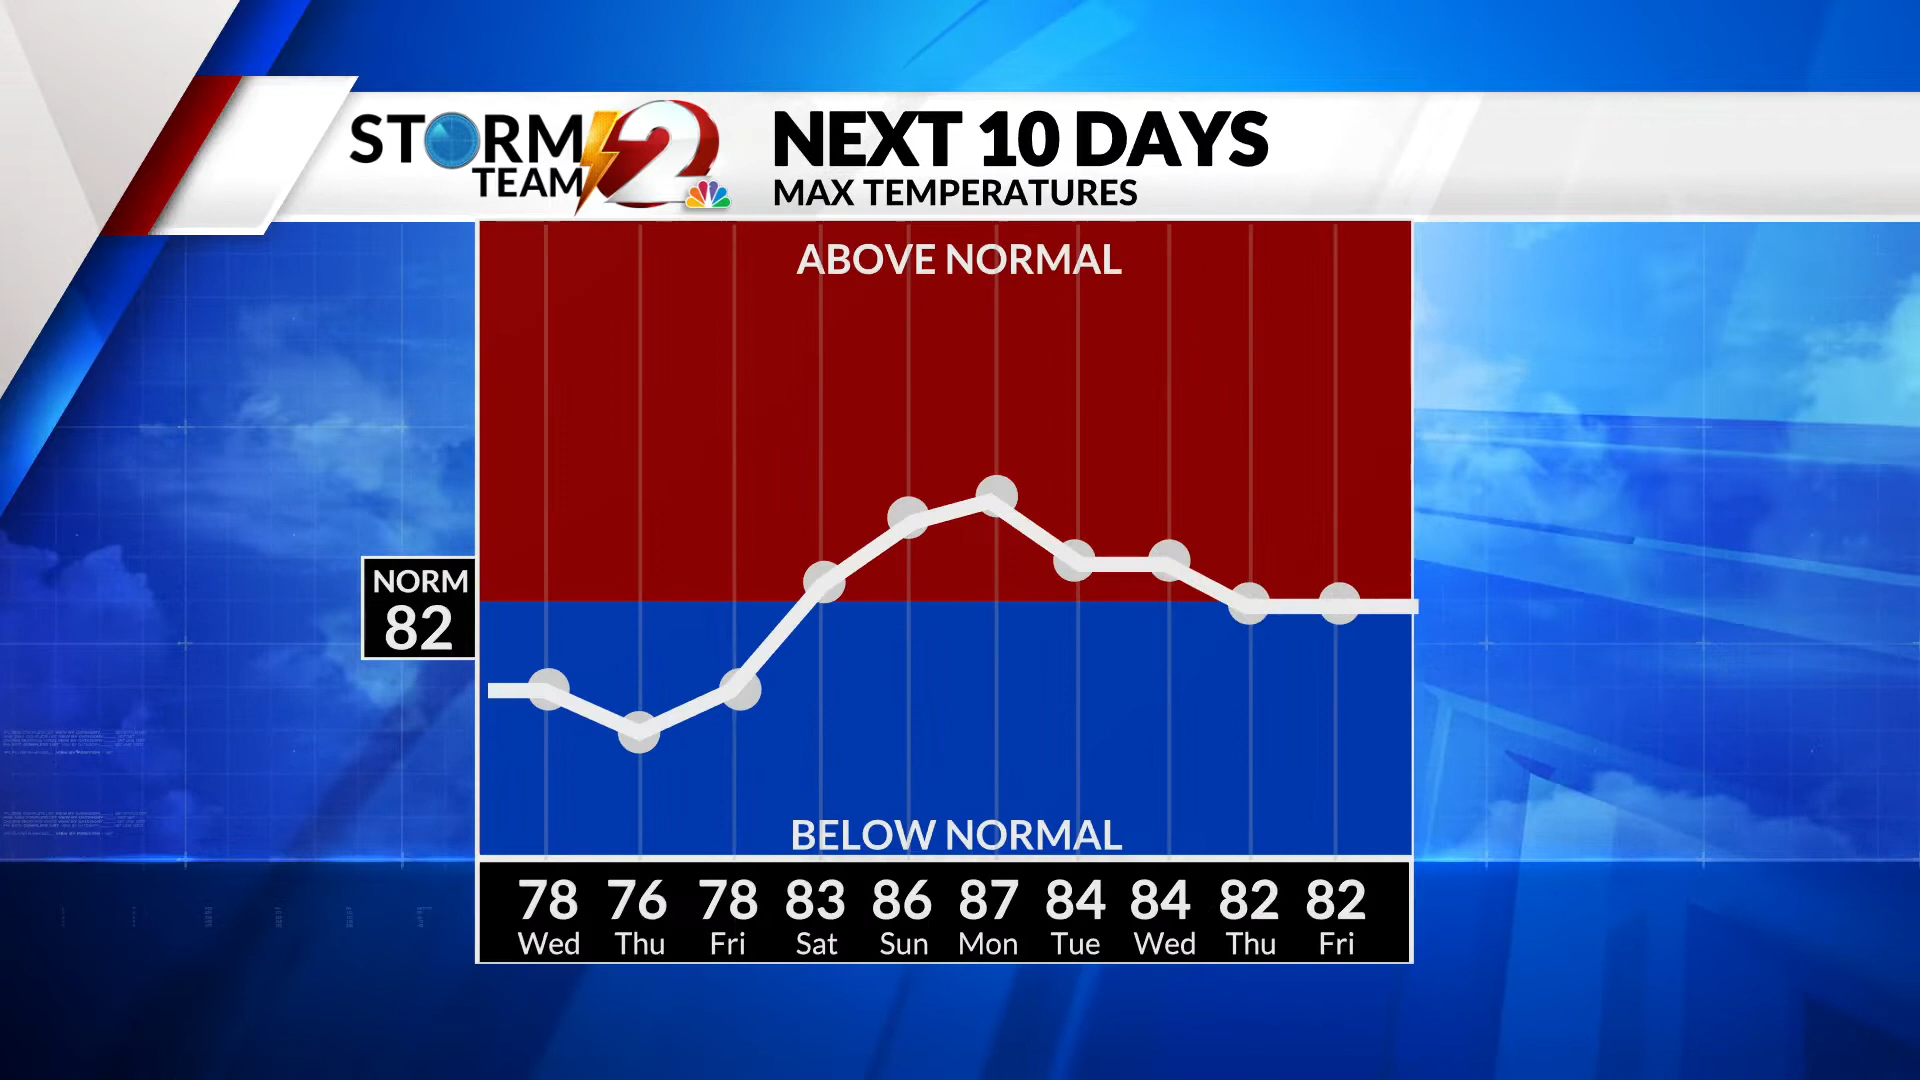 STORM
TEAM
2
NEXT 10 DAYS
MAX TEMPERATURES
ABOVE NORMAL
NORM
82
BELOW NORMAL
78 76 78 83 86 87 84 84 82 82
Wed Thu Fri Sat Sun Mon Tue Wed Thu Fri